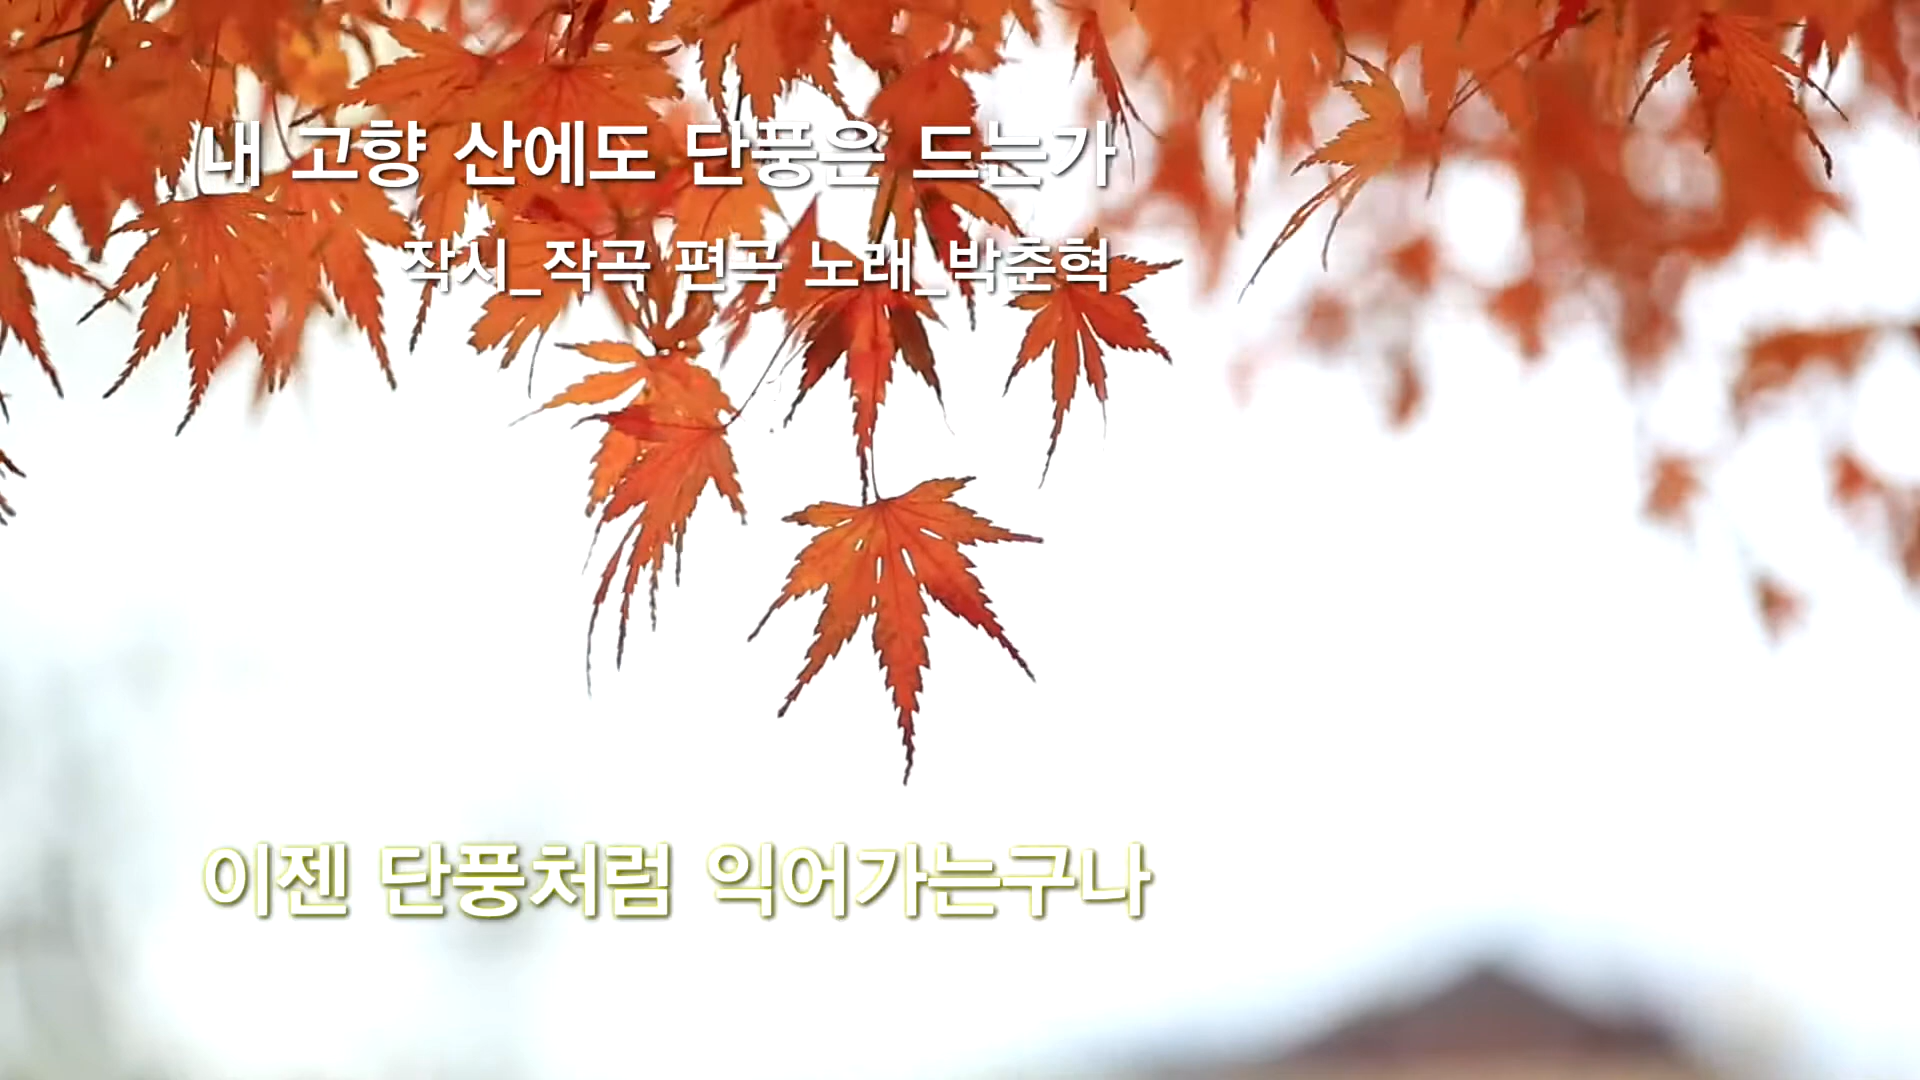 내 고향 산에도 단풍은 드는가
작시_작곡 편곡 노래_박춘혁
이젠 단풍처럼 익어가는구나